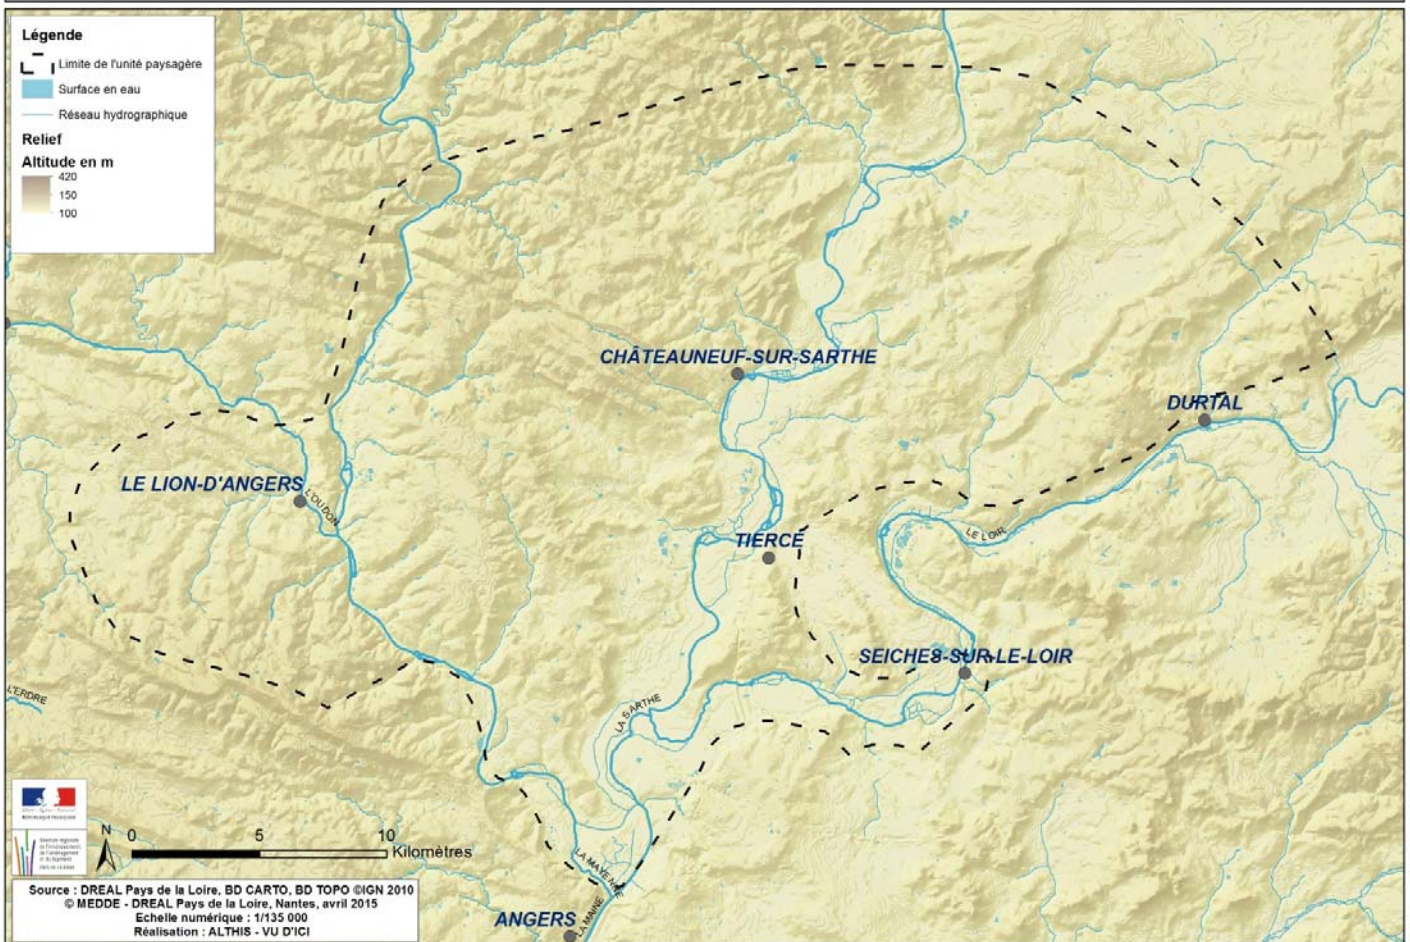 Légende
Limite de l'unité paysagère
Surface en eau
Réseau hydrographique
Relief
Altitude en m
420
150
100
CHÂTEAUNEUF-SUR-SARTHE
DURTAL
LE LION-D'ANGERS
L'OUDON
LE LOIR
TIERCÉ
SEICHES-SUR-LE-LOIR
L'ERDRE
LA SARTHE
N
0 5 10 Kilomètres
LA MAYENNE
LA MAINE
ANGERS
Source : DREAL Pays de la Loire, BD CARTO, BD TOPO ©IGN 2010
© MEDDE - DREAL Pays de la Loire, Nantes, avril 2015
Echelle numérique : 1/135 000
Réalisation : ALTHIS - VU D'ICI